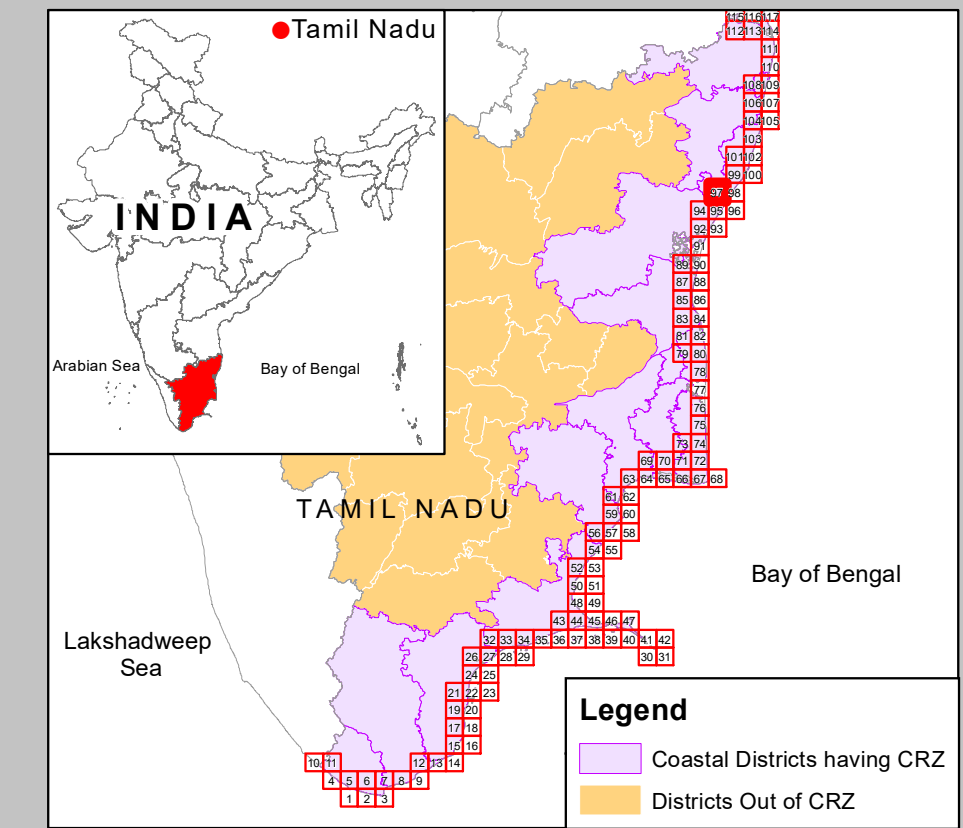 Tamil Nadu
INDIA
Arabian Sea
Bay of Bengal
115 116 117
112 113 114
111
110
108 109
106 107
104 105
103
101 102
99 100
97 98
94 95 96
92 93
91
89 90
87 88
85 86
83 84
81 82
79 80
78
77
76
75
73 74
69 70 71 72
63 64 65 66 67 68
61 62
TAMIL NADU
59 60
56 57 58
54 55
52 53
Bay of Bengal
50 51
48 49
43 44 45 46 47
32 33 34 35 36 37 38 39 40 41 42
Lakshadweep
Sea
26 27 28 29 30 31
24 25
21 22 23
19 20
17 18
15 16
10 11 12 13 14
4 5 6 7 8 9
1 2 3
Legend
Coastal Districts having CRZ
Districts Out of CRZ